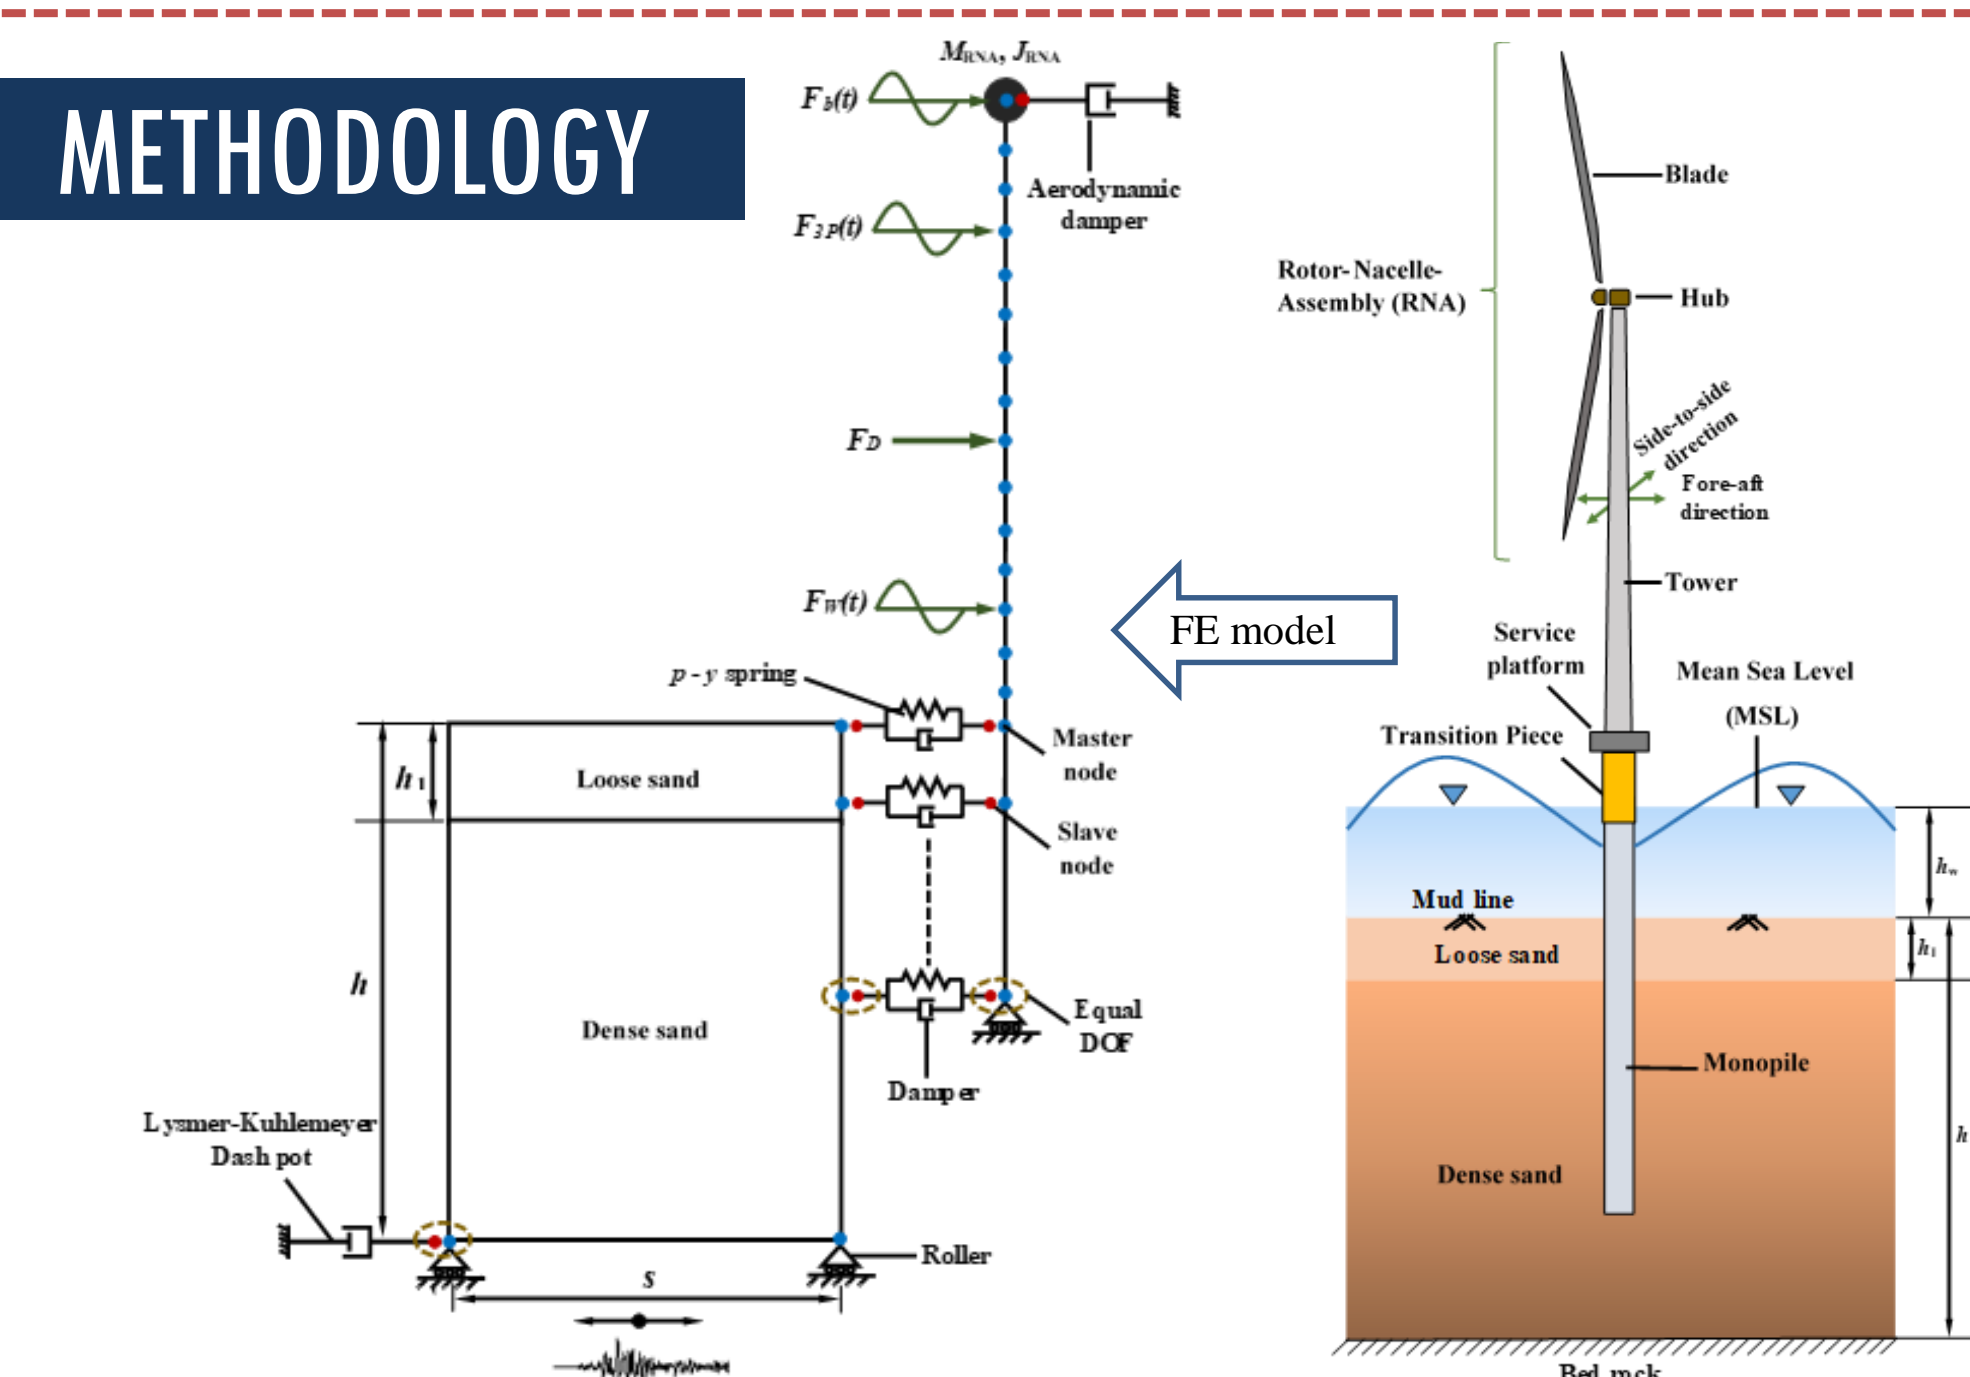 METHODOLOGY
MRNA, JRNA
Fb(t)
Aerodynamic
damper
F3P(t)
FD
FW(t)
p - y spring
Master
node
Slave
node
h1
Loose sand
h
Dense sand
Equal
DOF
Damper
Lysmer-Kuhlemeyer
Dash pot
Roller
s
FE model
Blade
Rotor-Nacelle-
Assembly (RNA)
Hub
Side-to-side
direction
Fore-aft
direction
Tower
Service
platform
Mean Sea Level
(MSL)
Transition Piece
hw
Mud line
Loose sand
h1
Monopile
h
Dense sand
Bed rock